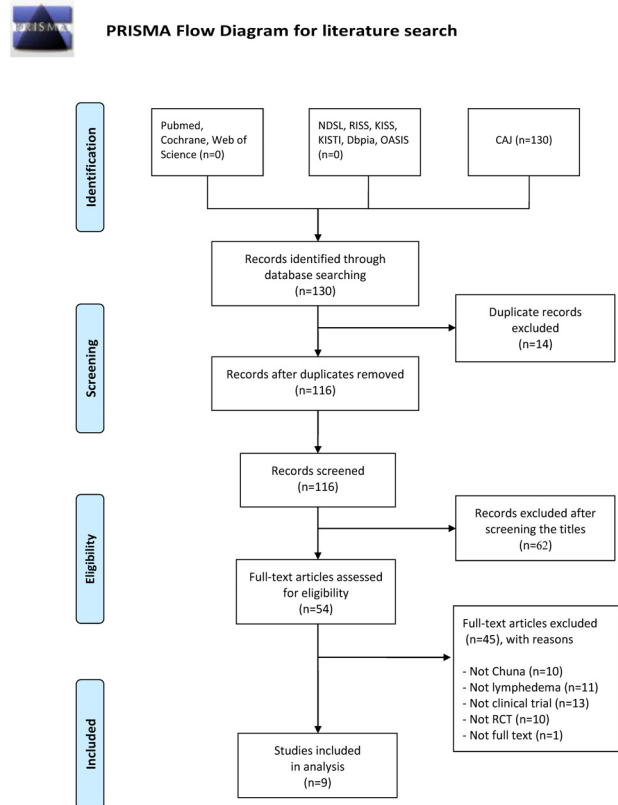 PRISMA
PRISMA Flow Diagram for literature search
Identification
Pubmed,
Cochrane, Web of
Science (n=0)
NDSL, RISS, KISS,
KISTI, Dbpia, OASIS
(n=0)
CAJ (n=130)
Records identified through
database searching
(n=130)
Screening
Duplicate records
excluded
(n=14)
Records after duplicates removed
(n=116)
Records screened
(n=116)
Eligibility
Records excluded after
screening the titles
(n=62)
Full-text articles assessed
for eligibility
(n=54)
Full-text articles excluded
(n=45), with reasons
- Not Chuna (n=10)
- Not lymphedema (n=11)
- Not clinical trial (n=13)
- Not RCT (n=10)
- Not full text (n=1)
Included
Studies included
in analysis
(n=9)